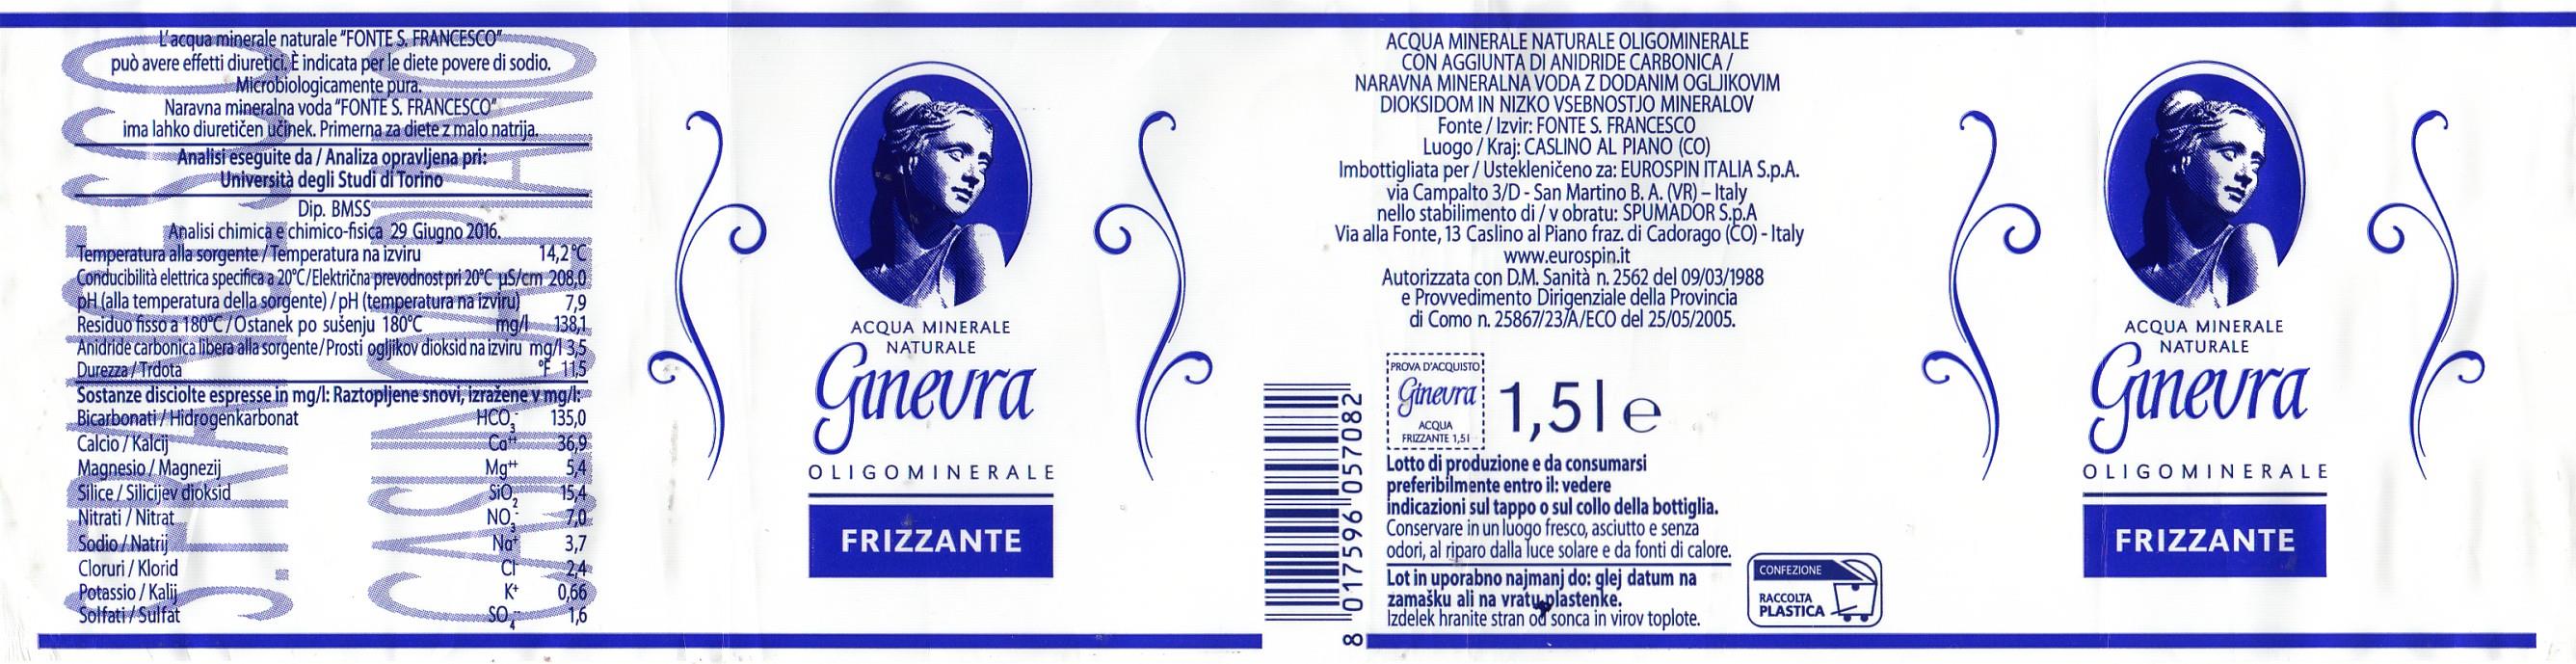 L'acqua minerale naturale "FONTE S. FRANCESCO"
può avere effetti diuretici. È indicata per le diete povere di sodio.
Microbiologicamente pura.
Naravna mineralna voda "FONTE S. FRANCESCO"
ima lahko diuretičen učinek. Primerna za diete z malo natrija.
Analisi eseguite da / Analiza opravljena pri:
Università degli Studi di Torino
Dip. BMSS
Analisi chimica e chimico-fisica 29 Giugno 2016.
Temperatura alla sorgente / Temperatura na izviru 14,2°C
Conducibilità elettrica specifica a 20°C/Električna prevodnost pri 20°C µS/cm 208,0
pH (alla temperatura della sorgente) / pH (temperatura na izviru) 7,9
Residuo fisso a 180°C / Ostanek po sušenju 180°C mg/l 138,1
Anidride carbonica libera alla sorgente/Prosti ogljikov dioksid na izviru mg/l 3,5
Durezza / Trdota °F 11,5
Sostanze disciolte espresse in mg/l: Raztopljene snovi, izražene v mg/l:
Bicarbonati / Hidrogenkarbonat HCO₃⁻ 135,0
Calcio / Kalcij Ca⁺⁺ 36,9
Magnesio / Magnezij Mg⁺⁺ 5,4
Silice / Silicijev dioksid SiO₂ 15,4
Nitrati / Nitrat NO₃⁻ 7,0
Sodio / Natrij Na⁺ 3,7
Cloruri / Klorid Cl⁻ 2,4
Potassio / Kalij K⁺ 0,66
Solfati / Sulfat SO₄⁻⁻ 1,6
S. FRANCESCO
CASLINO AL PIANO
ACQUA MINERALE
NATURALE
Ginevra
OLIGOMINERALE
FRIZZANTE
ACQUA MINERALE NATURALE OLIGOMINERALE
CON AGGIUNTA DI ANIDRIDE CARBONICA /
NARAVNA MINERALNA VODA Z DODANIM OGLJIKOVIM
DIOKSIDOM IN NIZKO VSEBNOSTJO MINERALOV
Fonte / Izvir: FONTE S. FRANCESCO
Luogo / Kraj: CASLINO AL PIANO (CO)
Imbottigliata per / Ustekleničeno za: EUROSPIN ITALIA S.p.A.
via Campalto 3/D - San Martino B. A. (VR) – Italy
nello stabilimento di / v obratu: SPUMADOR S.p.A
Via alla Fonte, 13 Caslino al Piano fraz. di Cadorago (CO) - Italy
www.eurospin.it
Autorizzata con D.M. Sanità n. 2562 del 09/03/1988
e Provvedimento Dirigenziale della Provincia
di Como n. 25867/23/A/ECO del 25/05/2005.
8 017596 057082
PROVA D'ACQUISTO
Ginevra
ACQUA
FRIZZANTE 1,5 l
1,5 l e
Lotto di produzione e da consumarsi
preferibilmente entro il: vedere
indicazioni sul tappo o sul collo della bottiglia.
Conservare in un luogo fresco, asciutto e senza
odori, al riparo dalla luce solare e da fonti di calore.
Lot in uporabno najmanj do: glej datum na
zamašku ali na vratu plastenke.
Izdelek hranite stran od sonca in virov toplote.
CONFEZIONE
RACCOLTA
PLASTICA
ACQUA MINERALE
NATURALE
Ginevra
OLIGOMINERALE
FRIZZANTE